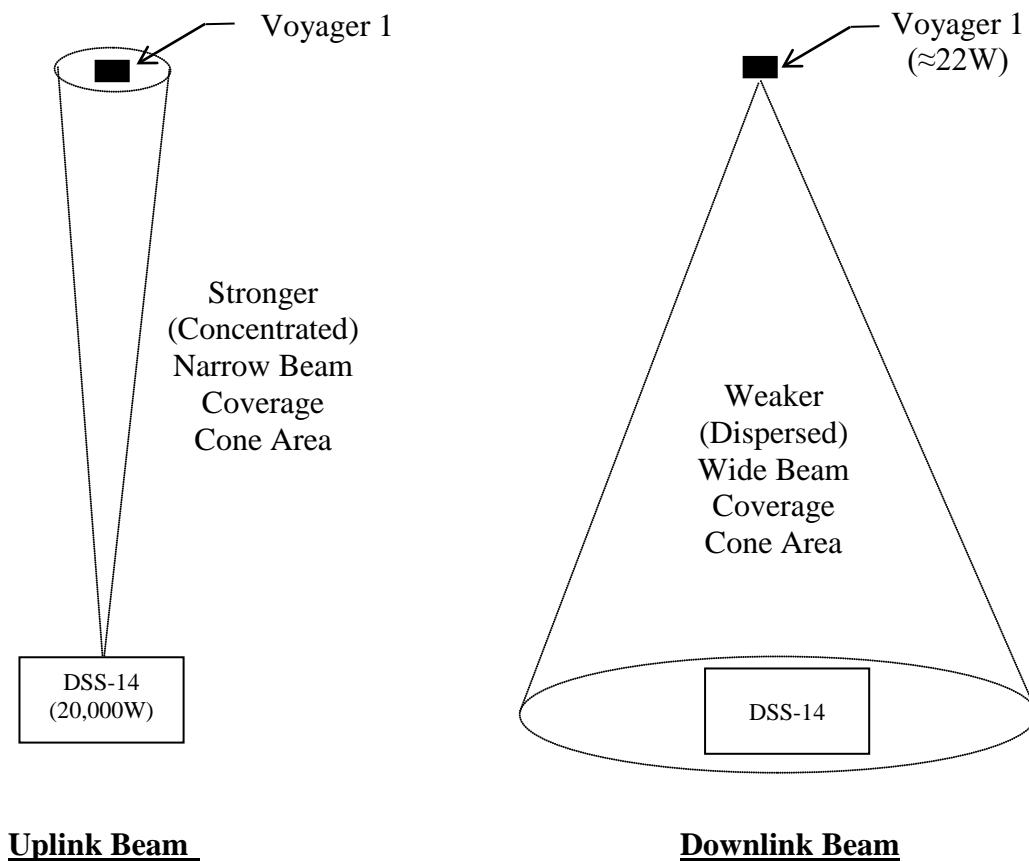 Voyager 1
Stronger
(Concentrated)
Narrow Beam
Coverage
Cone Area
DSS-14
(20,000W)
Uplink Beam
Voyager 1
(≈22W)
Weaker
(Dispersed)
Wide Beam
Coverage
Cone Area
DSS-14
Downlink Beam